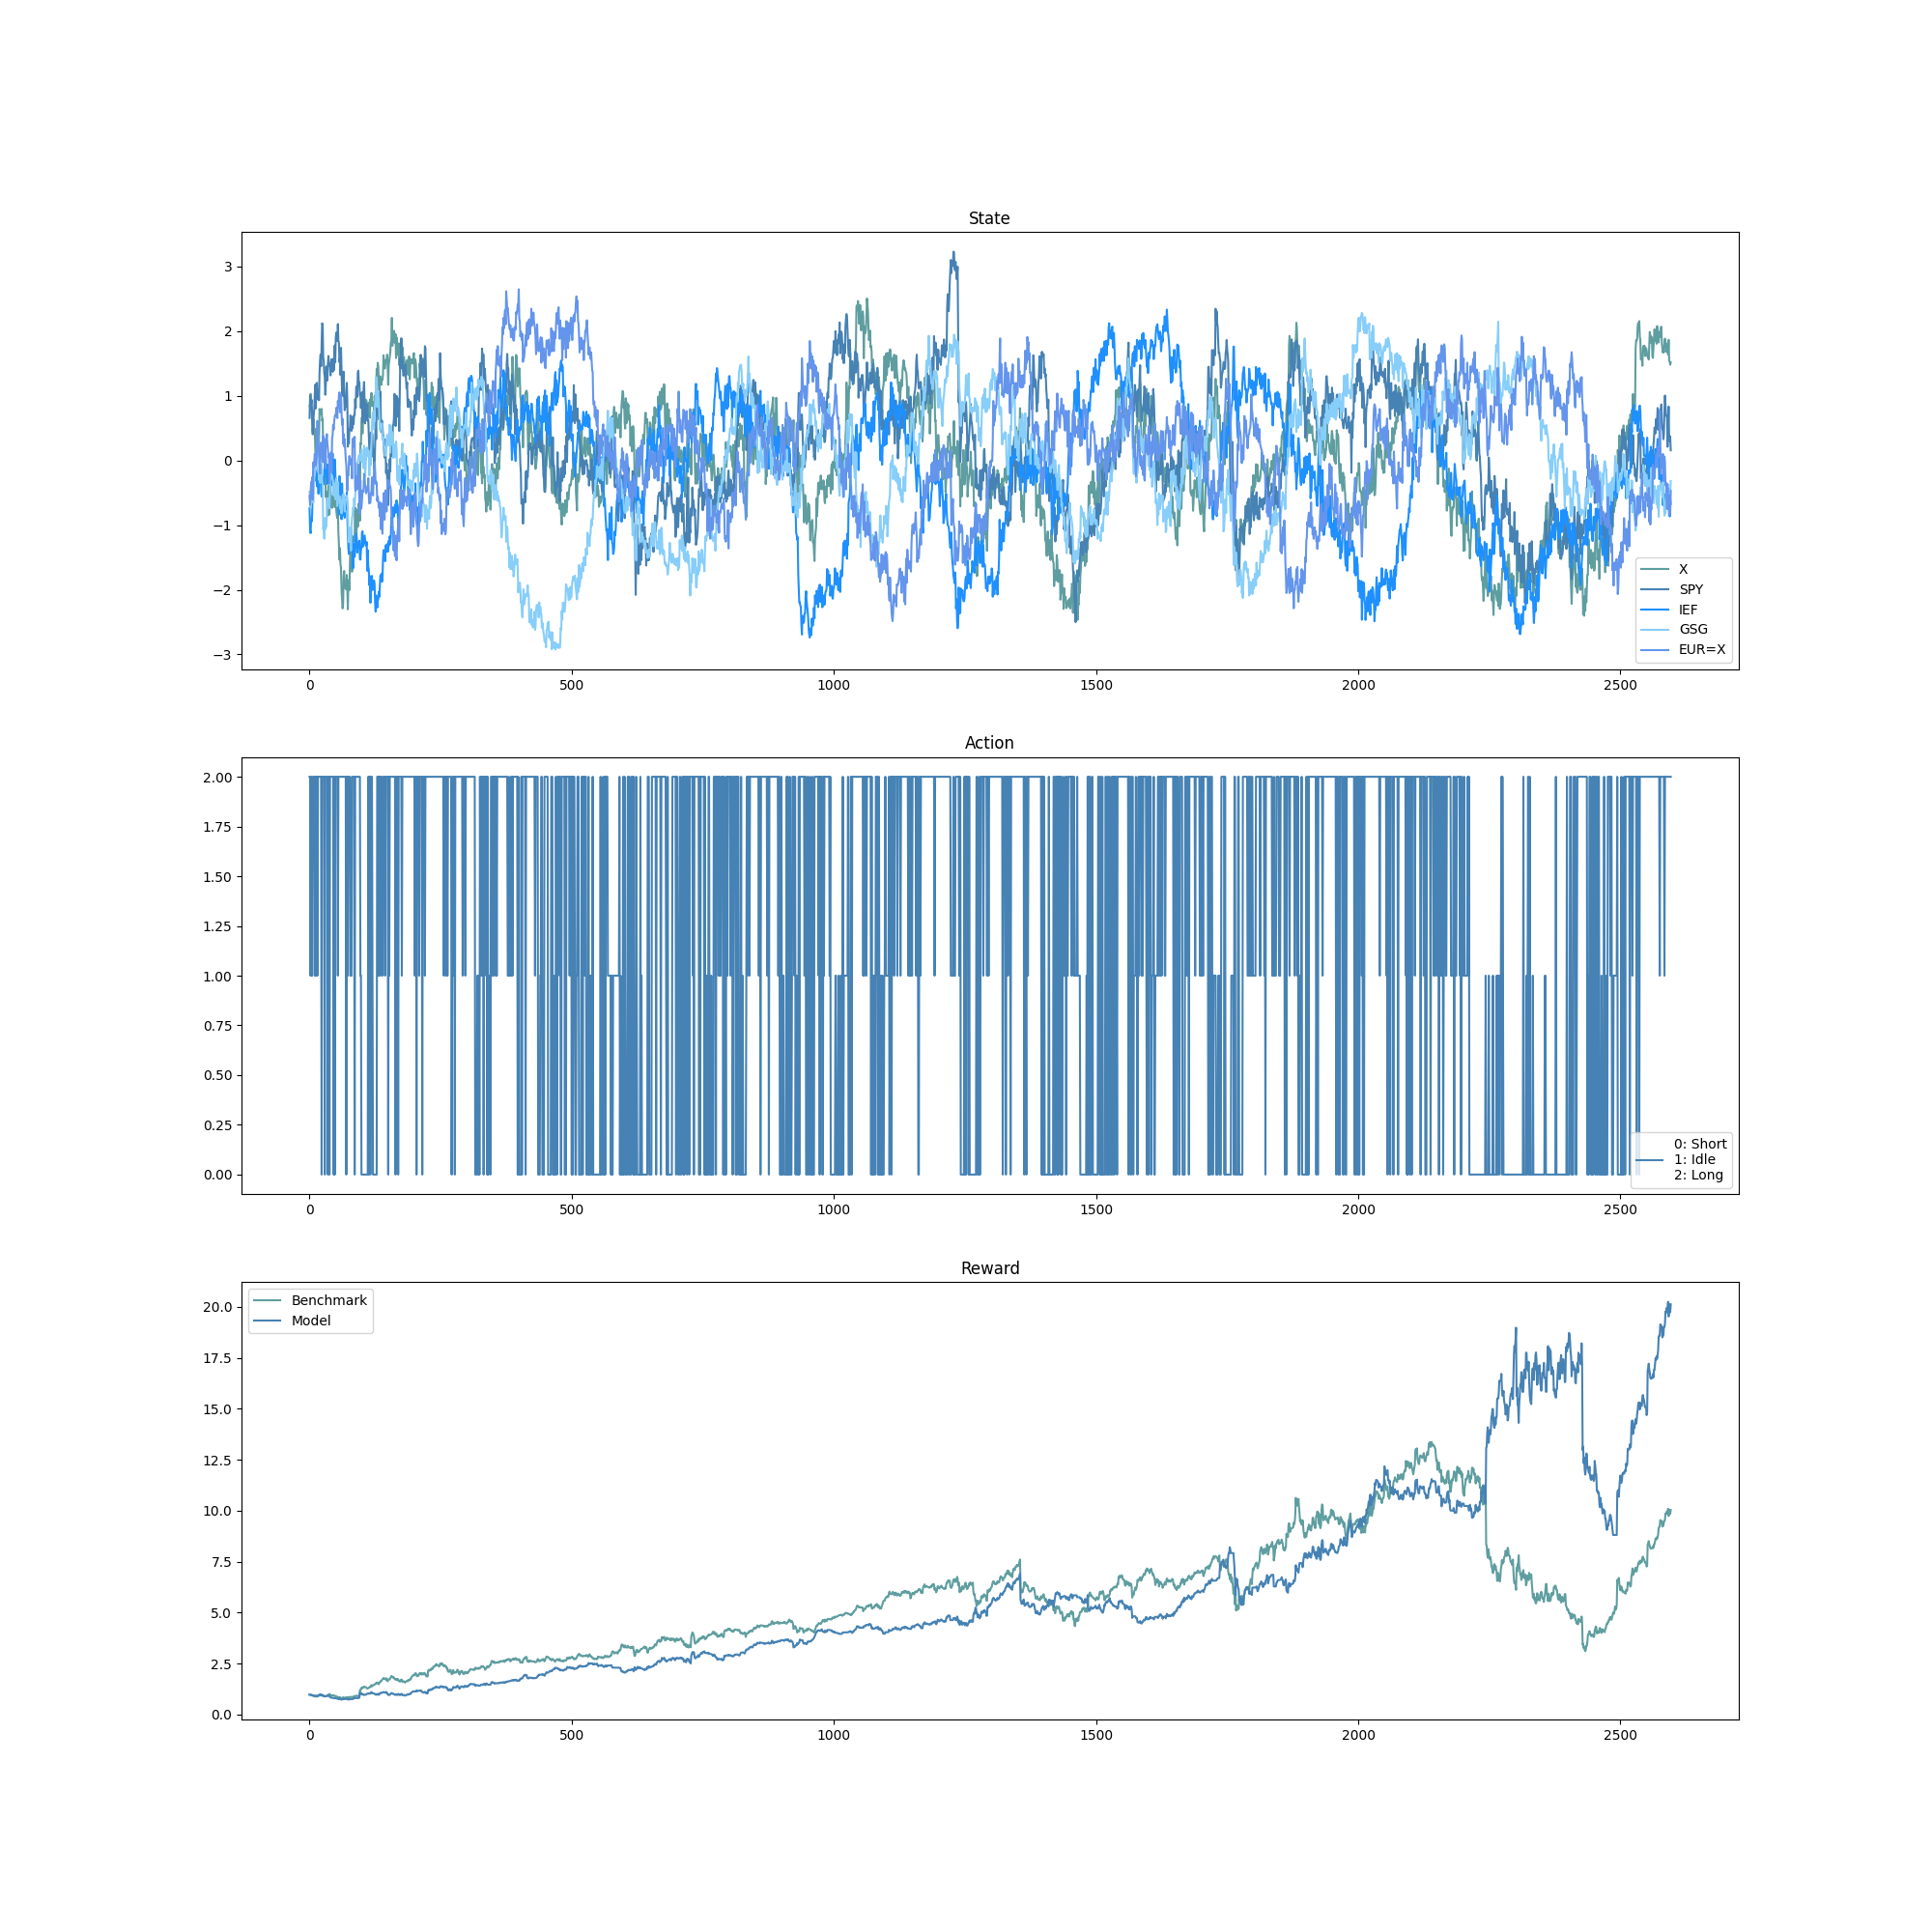 State
3
2
1
0
−1
−2
−3
X
SPY
IEF
GSG
EUR=X
0 500 1000 1500 2000 2500
Action
2.00
1.75
1.50
1.25
1.00
0.75
0.50
0.25
0.00
0: Short
1: Idle
2: Long
0 500 1000 1500 2000 2500
Reward
Benchmark
Model
20.0
17.5
15.0
12.5
10.0
7.5
5.0
2.5
0.0
0 500 1000 1500 2000 2500